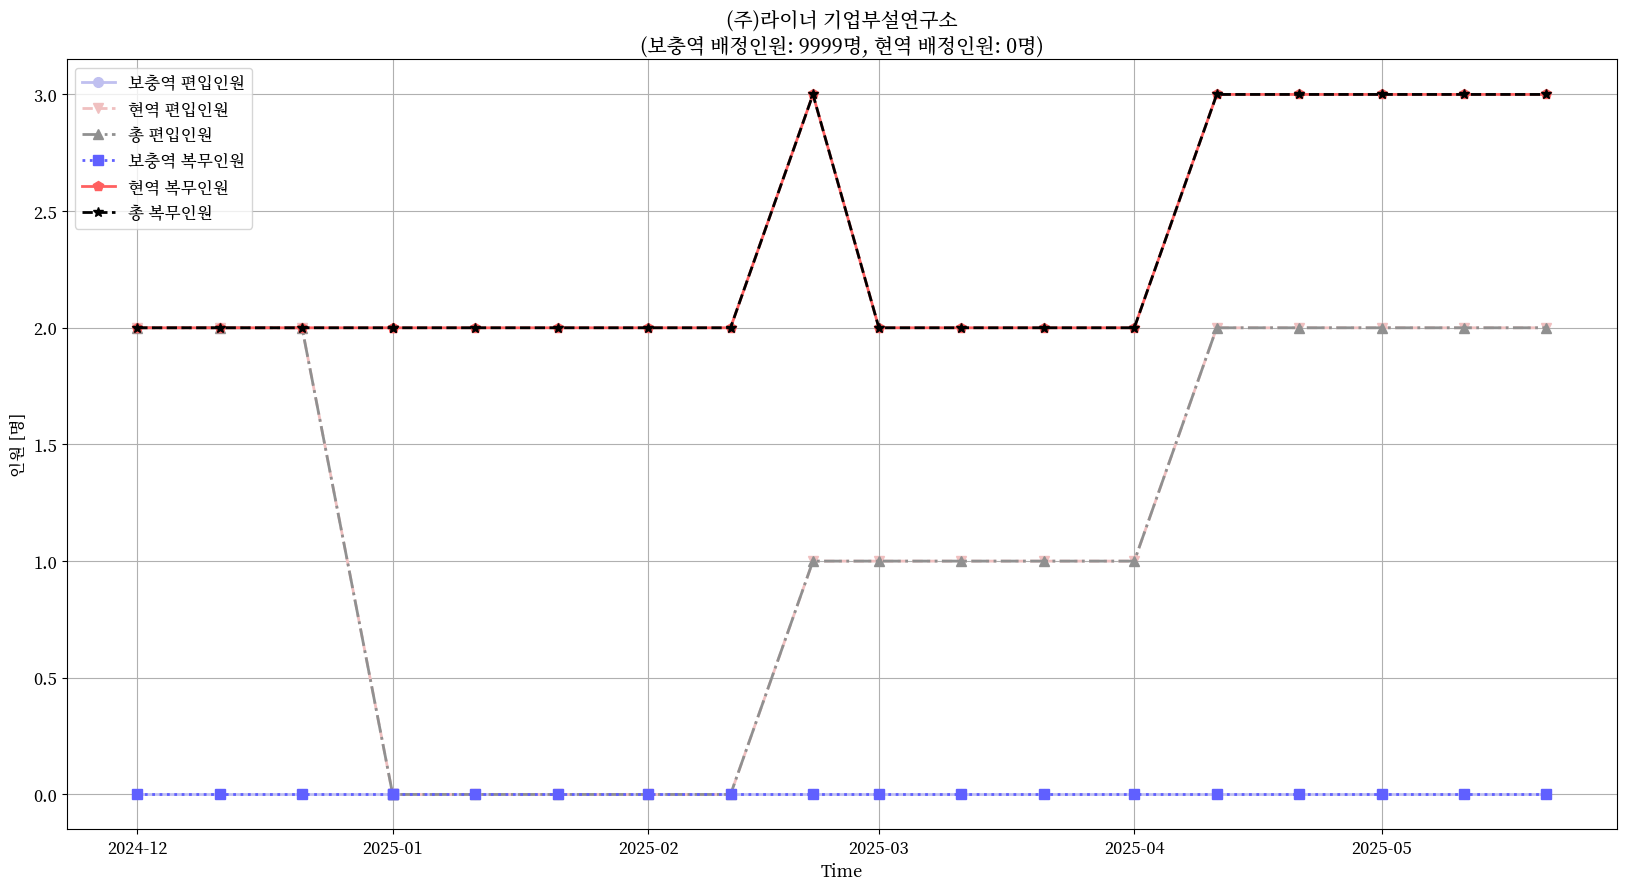 (주)라이너 기업부설연구소
(보충역 배정인원: 9999명, 현역 배정인원: 0명)
보충역 편입인원
현역 편입인원
총 편입인원
보충역 복무인원
현역 복무인원
총 복무인원
3.0
2.5
2.0
1.5
1.0
0.5
0.0
인원 [명]
2024-12
2025-01
2025-02
2025-03
2025-04
2025-05
Time